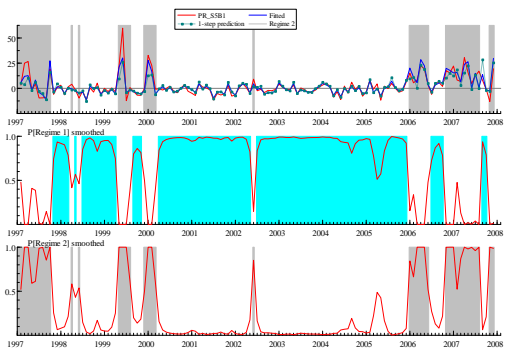 PR_S5B1 Fitted
1-step prediction Regime 2
50
25
0
1997 1998 1999 2000 2001 2002 2003 2004 2005 2006 2007 2008
P[Regime 1] smoothed
1.0
0.5
1997 1998 1999 2000 2001 2002 2003 2004 2005 2006 2007 2008
P[Regime 2] smoothed
1.0
0.5
1997 1998 1999 2000 2001 2002 2003 2004 2005 2006 2007 2008